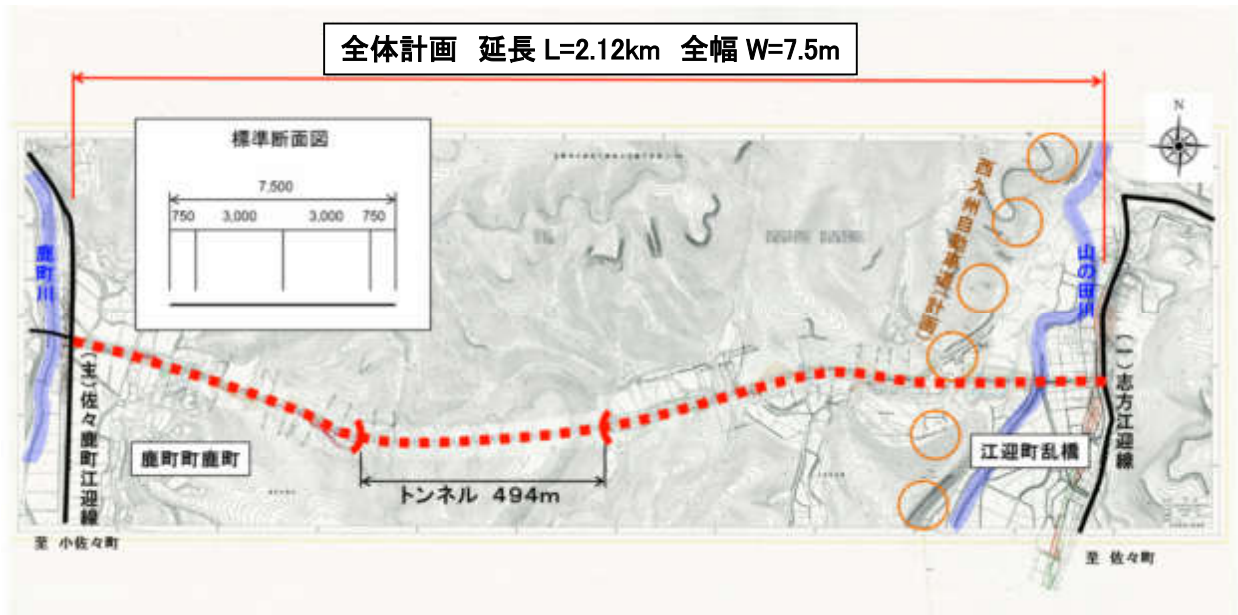 全体計画 延長 L=2.12km 全幅 W=7.5m
N
標準断面図
7,500
750 3,000 3,000 750
鹿町川
(主)佐々鹿町江迎線
鹿町町鹿町
至 小佐々町
トンネル 494m
西九州自動車道(計画)
山の田川
(一)志方江迎線
江迎町乱橋
至 佐々町